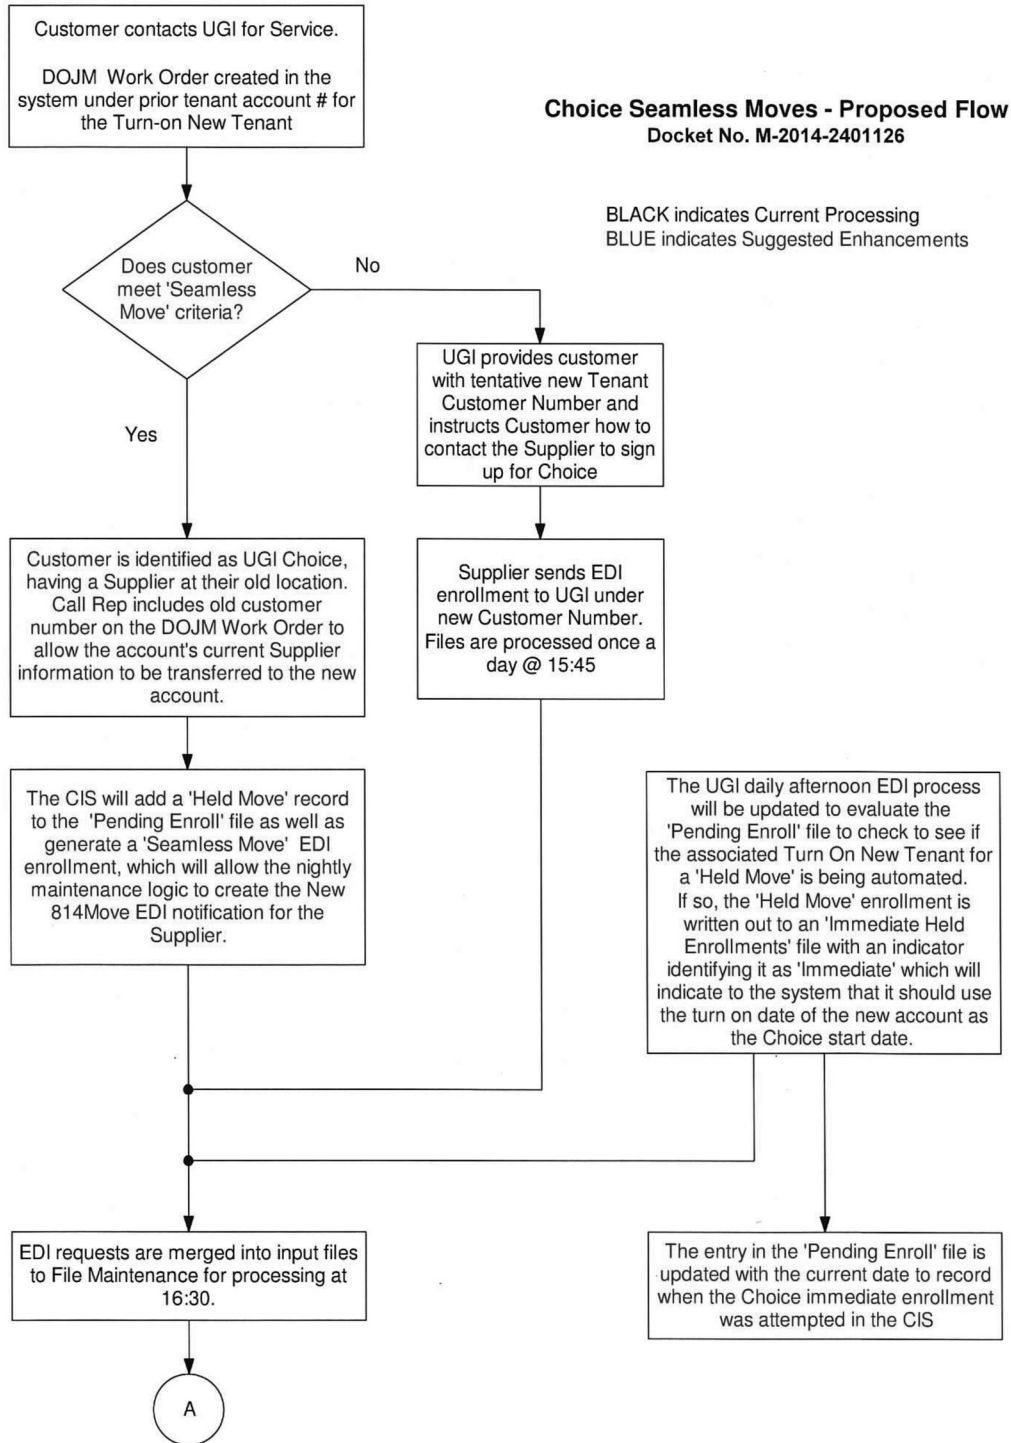 Customer contacts UGI for Service.
DOJM Work Order created in the
system under prior tenant account # for
the Turn-on New Tenant
Choice Seamless Moves - Proposed Flow
Docket No. M-2014-2401126
BLACK indicates Current Processing
BLUE indicates Suggested Enhancements
Does customer
meet 'Seamless
Move' criteria?
No
Yes
UGI provides customer
with tentative new Tenant
Customer Number and
instructs Customer how to
contact the Supplier to sign
up for Choice
Customer is identified as UGI Choice,
having a Supplier at their old location.
Call Rep includes old customer
number on the DOJM Work Order to
allow the account's current Supplier
information to be transferred to the new
account.
Supplier sends EDI
enrollment to UGI under
new Customer Number.
Files are processed once a
day @ 15:45
The CIS will add a 'Held Move' record
to the 'Pending Enroll' file as well as
generate a 'Seamless Move' EDI
enrollment, which will allow the nightly
maintenance logic to create the New
814Move EDI notification for the
Supplier.
The UGI daily afternoon EDI process
will be updated to evaluate the
'Pending Enroll' file to check to see if
the associated Turn On New Tenant for
a 'Held Move' is being automated.
If so, the 'Held Move' enrollment is
written out to an 'Immediate Held
Enrollments' file with an indicator
identifying it as 'Immediate' which will
indicate to the system that it should use
the turn on date of the new account as
the Choice start date.
EDI requests are merged into input files
to File Maintenance for processing at
16:30.
The entry in the 'Pending Enroll' file is
updated with the current date to record
when the Choice immediate enrollment
was attempted in the CIS
A